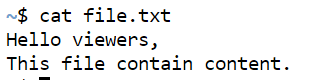 ~$ cat file.txt
Hello viewers,
This file contain content.